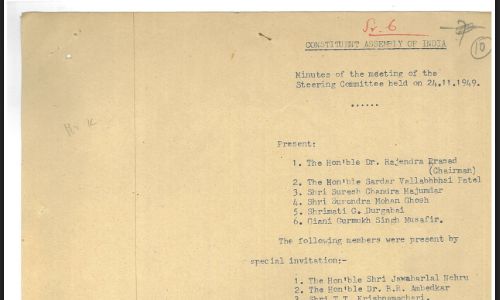 Sr. 6
10
CONSTITUENT ASSEMBLY OF INDIA
Minutes of the meeting of the
Steering Committee held on 24.11.1949.
......
Present:
1. The Hon'ble Dr. Rajendra Prasad
(Chairman)
2. The Hon'ble Sardar Vallabhbhai Patel
3. Shri Suresh Chandra Majumdar
4. Shri Surendra Mohan Ghosh
5. Shrimati G. Durgabai
6. Giani Gurmukh Singh Musafir.
The following members were present by
special invitation:-
1. The Hon'ble Shri Jawaharlal Nehru
2. The Hon'ble Dr. B.R. Ambedkar
3. Shri T.T. Krishnamachari.